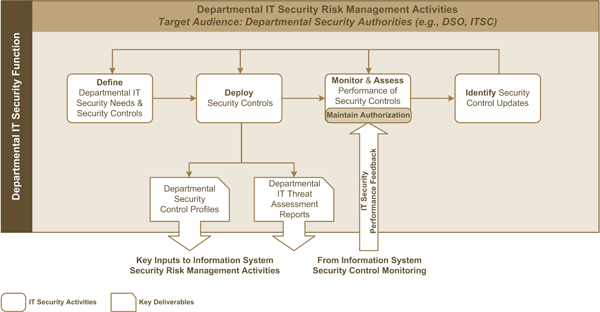 Departmental IT Security Risk Management Activities
Target Audience: Departmental Security Authorities (e.g., DSO, ITSC)
Departmental IT Security Function
Define
Departmental IT
Security Needs &
Security Controls
Deploy
Security Controls
Monitor & Assess
Performance of
Security Controls
Maintain Authorization
Identify Security
Control Updates
Departmental
Security
Control Profiles
Departmental
IT Threat
Assessment
Reports
IT Security
Performance Feedback
Key Inputs to Information System
Security Risk Management Activities
From Information System
Security Control Monitoring
IT Security Activities
Key Deliverables